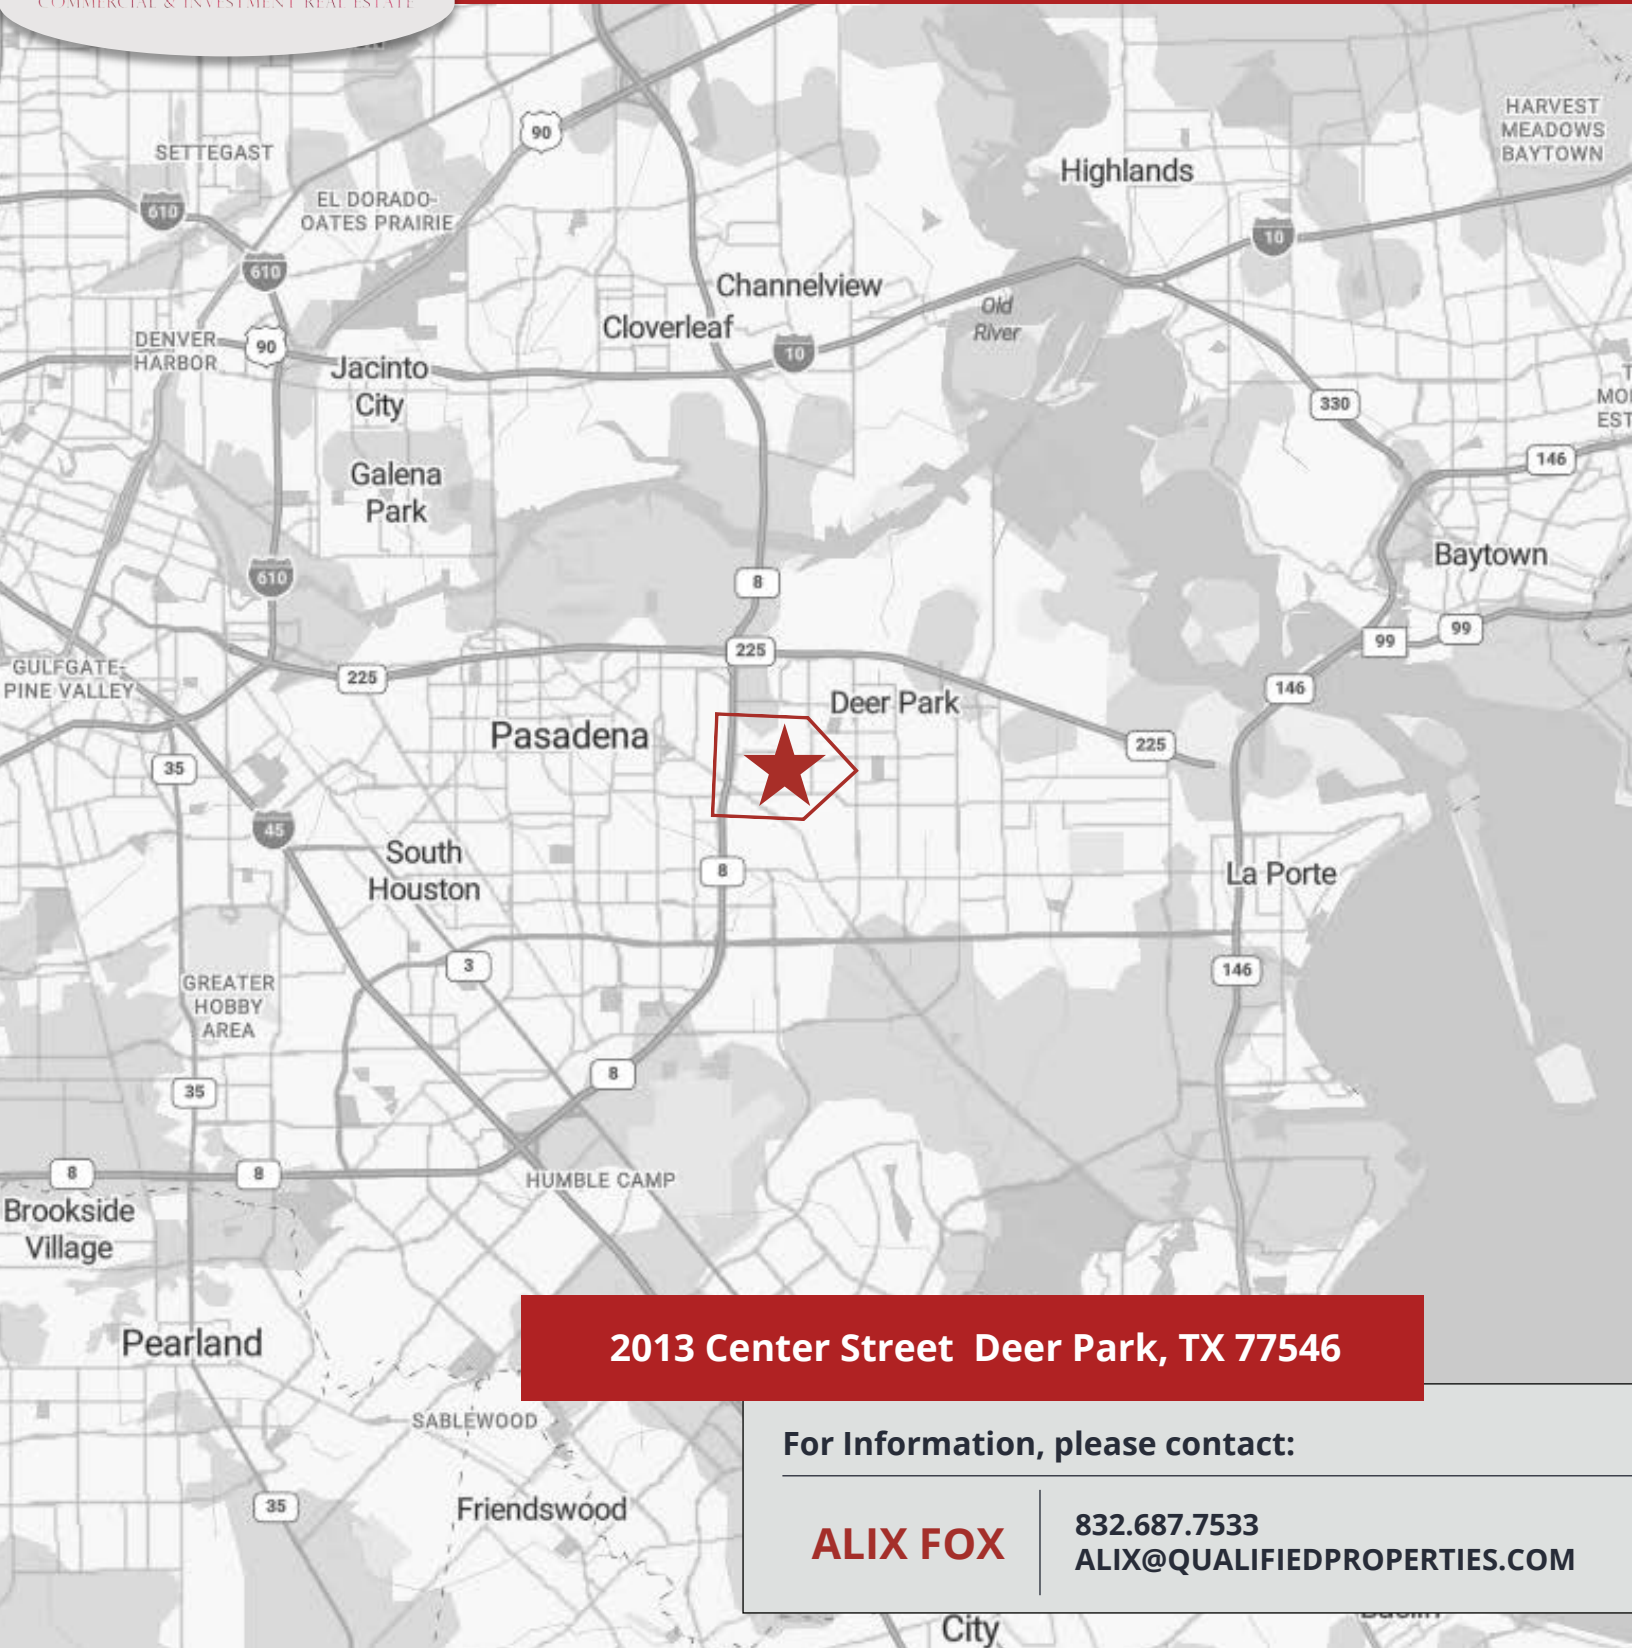 COMMERCIAL & INVESTMENT REAL ESTATE
90
SETTEGAST
HARVEST
MEADOWS
BAYTOWN
Highlands
610
EL DORADO-
OATES PRAIRIE
10
610
Channelview
Old
River
Cloverleaf
DENVER
HARBOR
90
10
Jacinto
City
330
146
Galena
Park
Baytown
610
8
99
99
225
GULFGATE-
PINE VALLEY
225
146
Deer Park
Pasadena
225
35
45
South
Houston
8
La Porte
3
146
GREATER
HOBBY
AREA
8
35
8
8
HUMBLE CAMP
Brookside
Village
Pearland
2013 Center Street Deer Park, TX 77546
SABLEWOOD
For Information, please contact:
35
Friendswood
ALIX FOX
832.687.7533
ALIX@QUALIFIEDPROPERTIES.COM
City